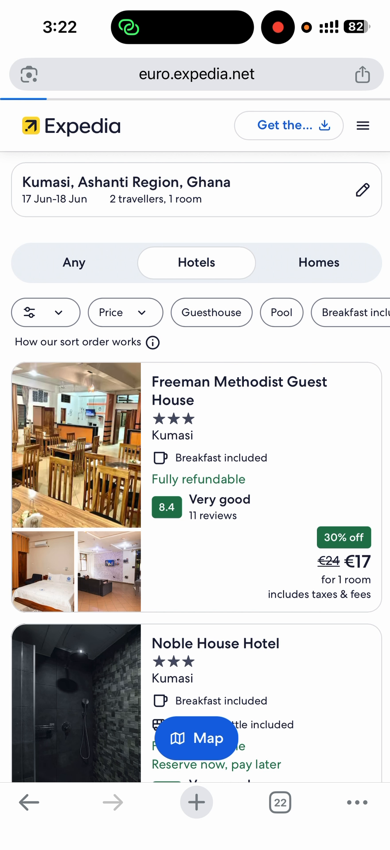 3:22
82
euro.expedia.net
Expedia
Get the...
Kumasi, Ashanti Region, Ghana
17 Jun-18 Jun 2 travellers, 1 room
Any Hotels Homes
Price Guesthouse Pool Breakfast inclu
How our sort order works
Freeman Methodist Guest
House
Kumasi
Breakfast included
Fully refundable
8.4 Very good
11 reviews
30% off
€24 €17
for 1 room
includes taxes & fees
Noble House Hotel
Kumasi
Breakfast included
ttle included
Map
Reserve now, pay later
22